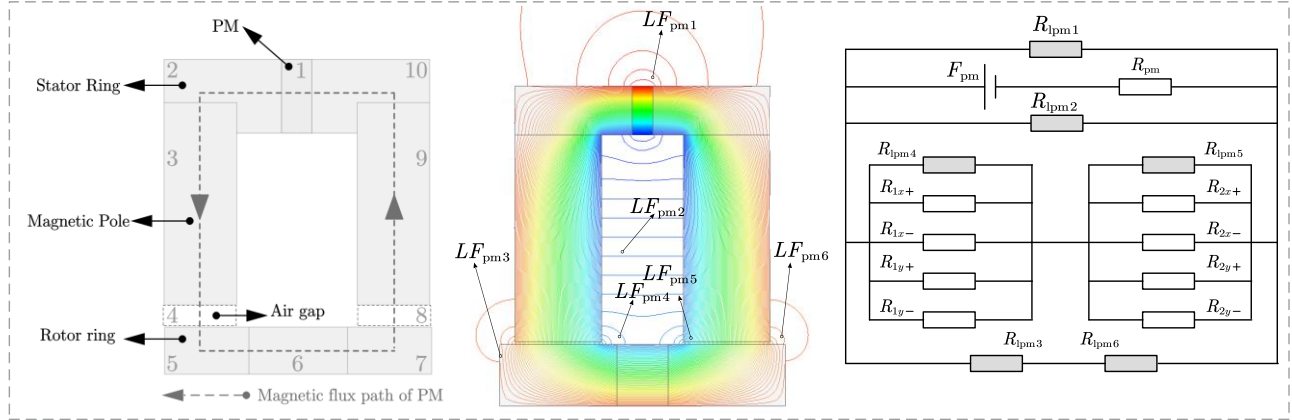 PM
2
1
10
Stator Ring
3
9
Magnetic Pole
4
Air gap
8
Rotor ring
5
6
7
Magnetic flux path of PM
LFpm1
LFpm2
LFpm3
LFpm6
LFpm5
LFpm4
Rlpm1
Fpm
Rpm
Rlpm2
Rlpm4
Rlpm5
R1x+
R2x+
R1x−
R2x−
R1y+
R2y+
R1y−
R2y−
Rlpm3
Rlpm6